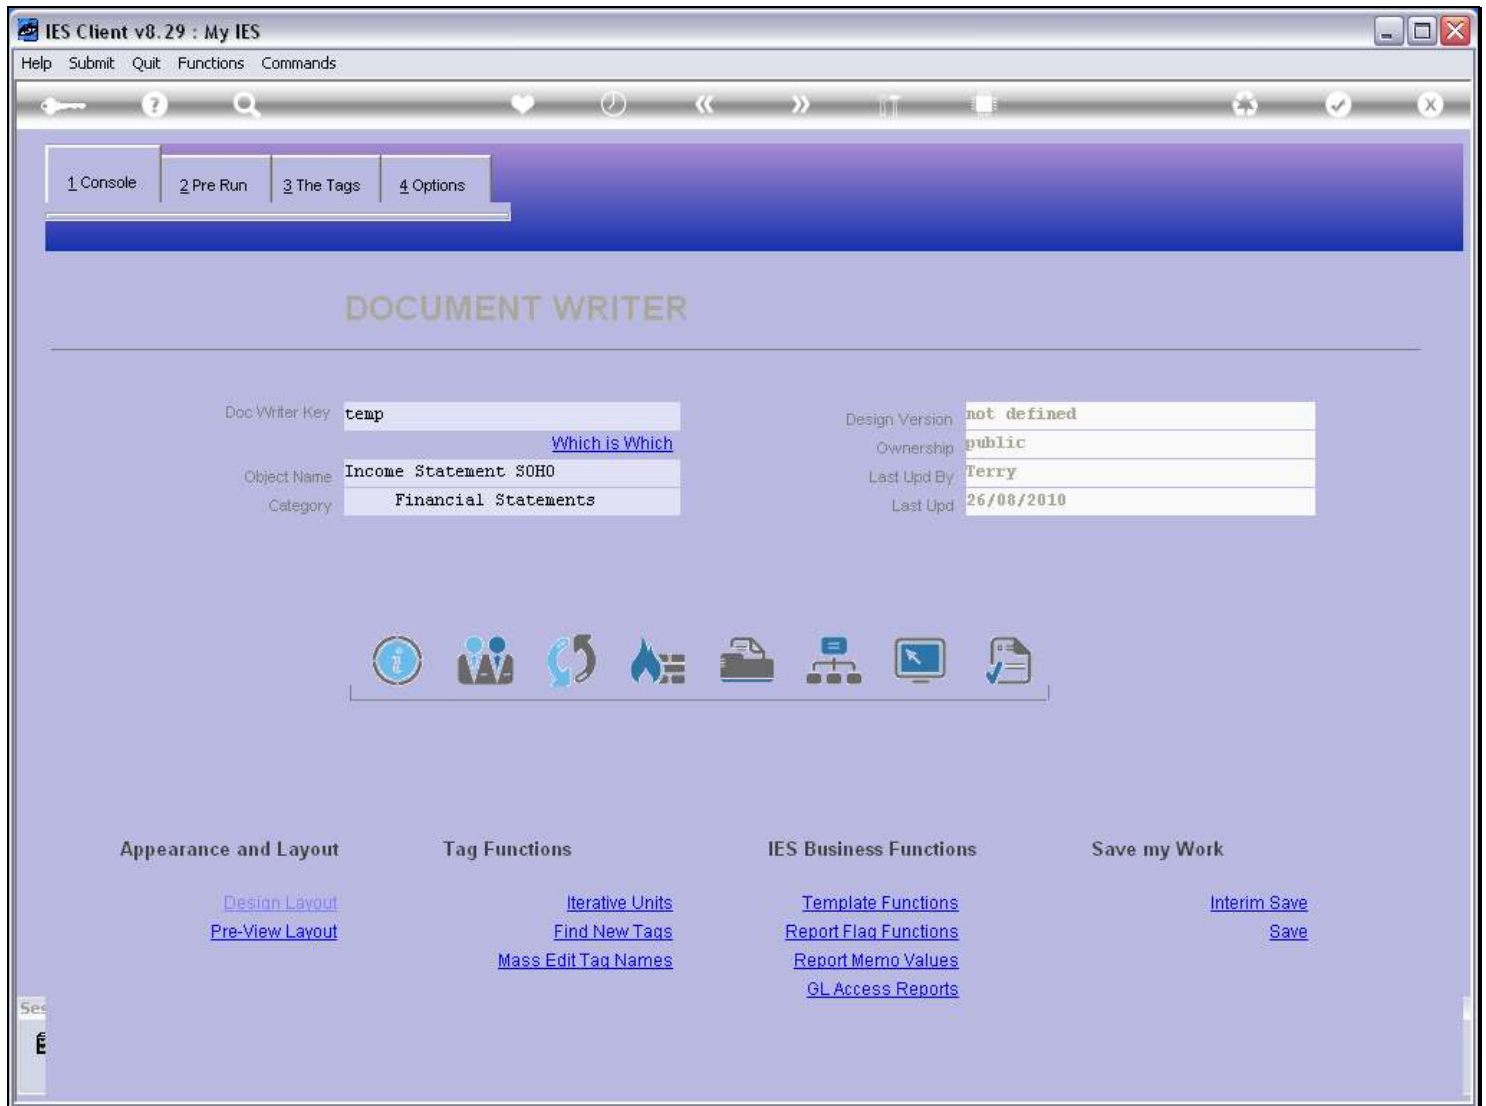 IES Client v8.29 : My IES
Help Submit Quit Functions Commands
1 Console 2 Pre Run 3 The Tags 4 Options
DOCUMENT WRITER
Doc Writer Key temp
Which is Which
Object Name Income Statement SOHO
Category Financial Statements
Design Version not defined
Ownership public
Last Upd By Terry
Last Upd 26/08/2010
Appearance and Layout
Design Layout
Pre-View Layout
Tag Functions
Iterative Units
Find New Tags
Mass Edit Tag Names
IES Business Functions
Template Functions
Report Flag Functions
Report Memo Values
GL Access Reports
Save my Work
Interim Save
Save